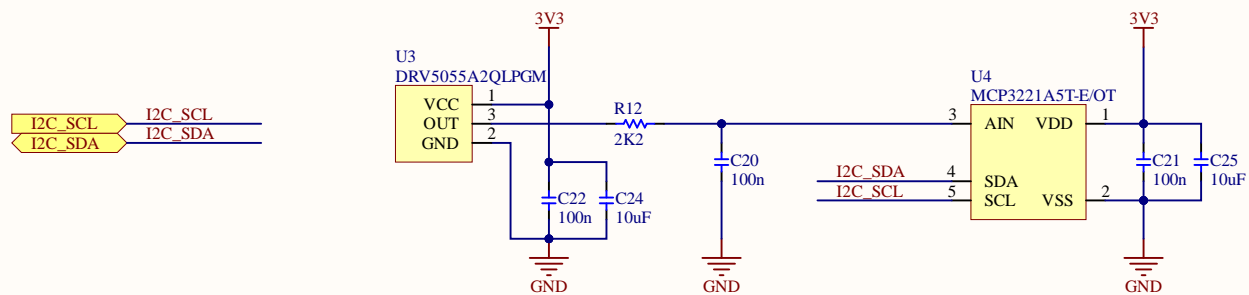 3V3
3V3
U3
DRV5055A2QLPGM
U4
MCP3221A5T-E/OT
VCC 1
OUT 3
GND 2
R12
2K2
I2C_SCL I2C_SCL
I2C_SDA I2C_SDA
3 AIN VDD 1
C20
100n
C21
100n
C25
10uF
I2C_SDA 4 SDA
I2C_SCL 5 SCL VSS 2
C22
100n
C24
10uF
GND
GND
GND